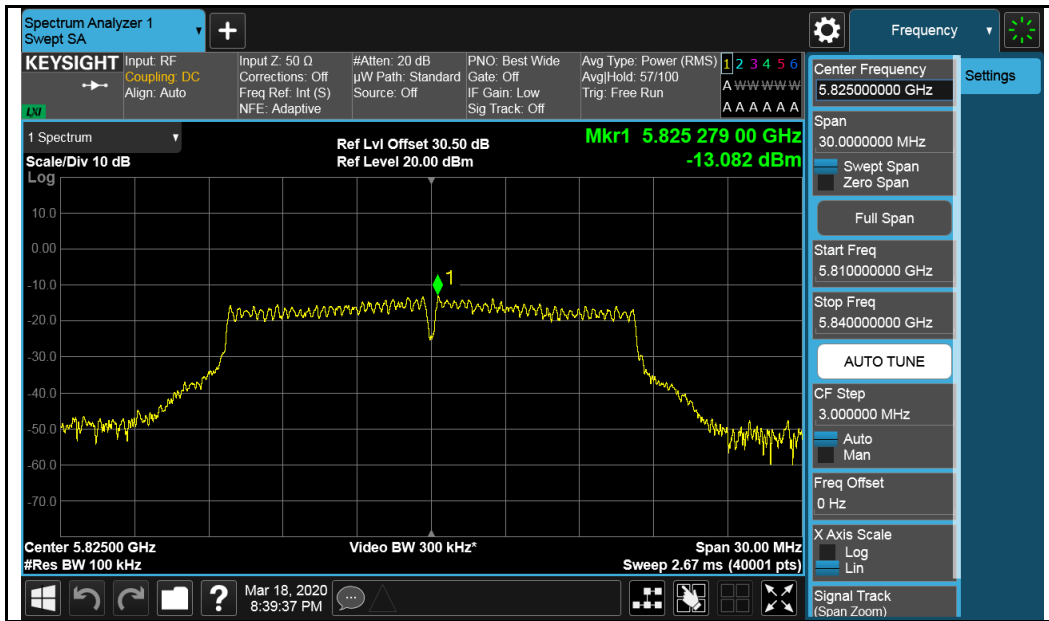 Spectrum Analyzer 1
Swept SA
+
Frequency
KEYSIGHT
Input: RF
Coupling: DC
Align: Auto
LXI
Input Z: 50 Ω
Corrections: Off
Freq Ref: Int (S)
NFE: Adaptive
#Atten: 20 dB
µW Path: Standard
Source: Off
PNO: Best Wide
Gate: Off
IF Gain: Low
Sig Track: Off
Avg Type: Power (RMS)
Avg|Hold: 57/100
Trig: Free Run
1 2 3 4 5 6
A W W W W W
A A A A A A
1 Spectrum
Scale/Div 10 dB
Log
Ref Lvl Offset 30.50 dB
Ref Level 20.00 dBm
Mkr1 5.825 279 00 GHz
-13.082 dBm
10.0
0.00
-10.0
-20.0
-30.0
-40.0
-50.0
-60.0
-70.0
1
Center 5.82500 GHz
#Res BW 100 kHz
Video BW 300 kHz*
Span 30.00 MHz
Sweep 2.67 ms (40001 pts)
?
Mar 18, 2020
8:39:37 PM
Center Frequency
5.825000000 GHz
Span
30.0000000 MHz
Swept Span
Zero Span
Full Span
Start Freq
5.810000000 GHz
Stop Freq
5.840000000 GHz
AUTO TUNE
CF Step
3.000000 MHz
Auto
Man
Freq Offset
0 Hz
X Axis Scale
Log
Lin
Signal Track
(Span Zoom)
Settings